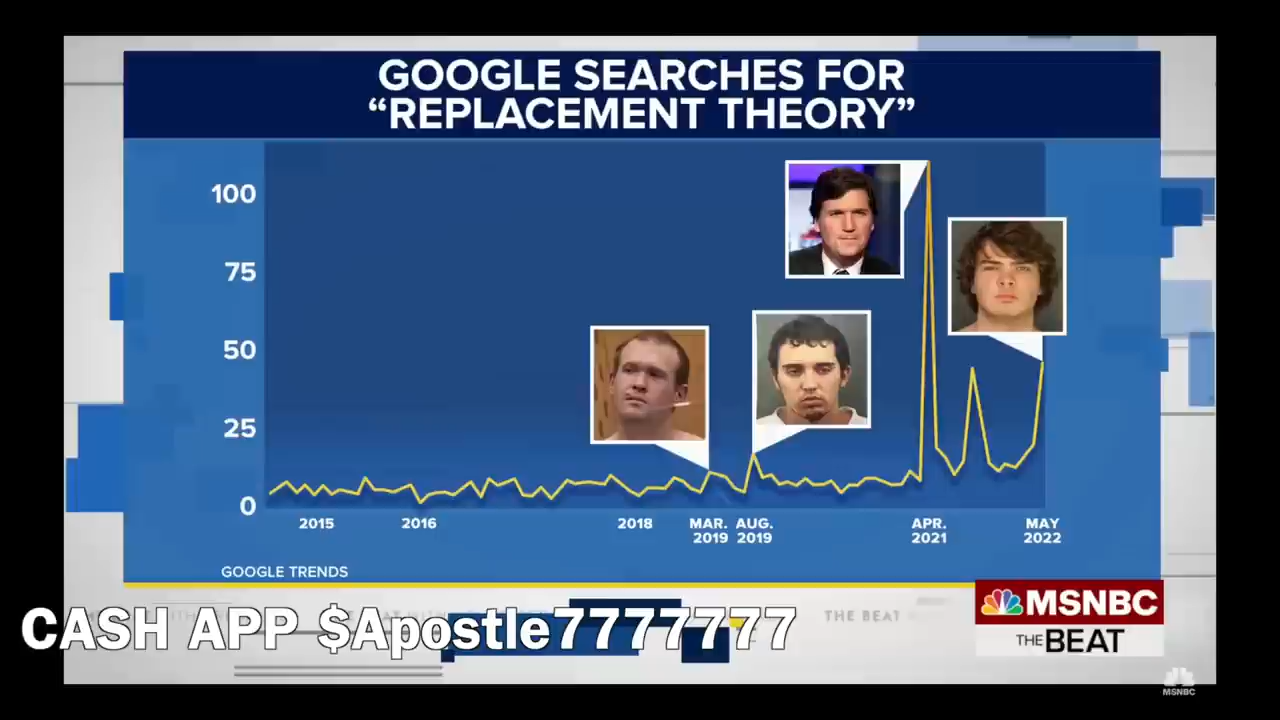 GOOGLE SEARCHES FOR
“REPLACEMENT THEORY”
100
75
50
25
0
2015
2016
2018
MAR.
2019
AUG.
2019
APR.
2021
MAY
2022
GOOGLE TRENDS
THE BEAT
CASH APP $Apostle7777777
MSNBC
THE BEAT
MSNBC